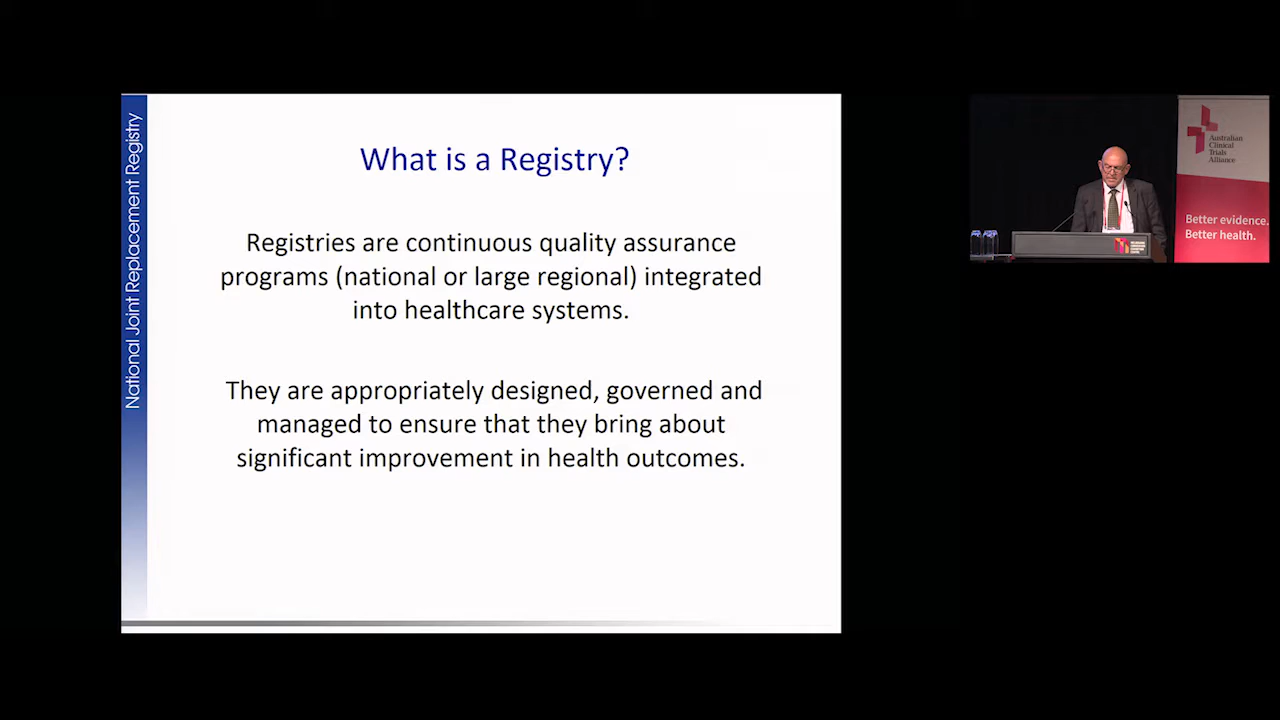 National Joint Replacement Registry
What is a Registry?
Registries are continuous quality assurance
programs (national or large regional) integrated
into healthcare systems.
They are appropriately designed, governed and
managed to ensure that they bring about
significant improvement in health outcomes.
Australian
Clinical
Trials
Alliance
Better evidence.
Better health.